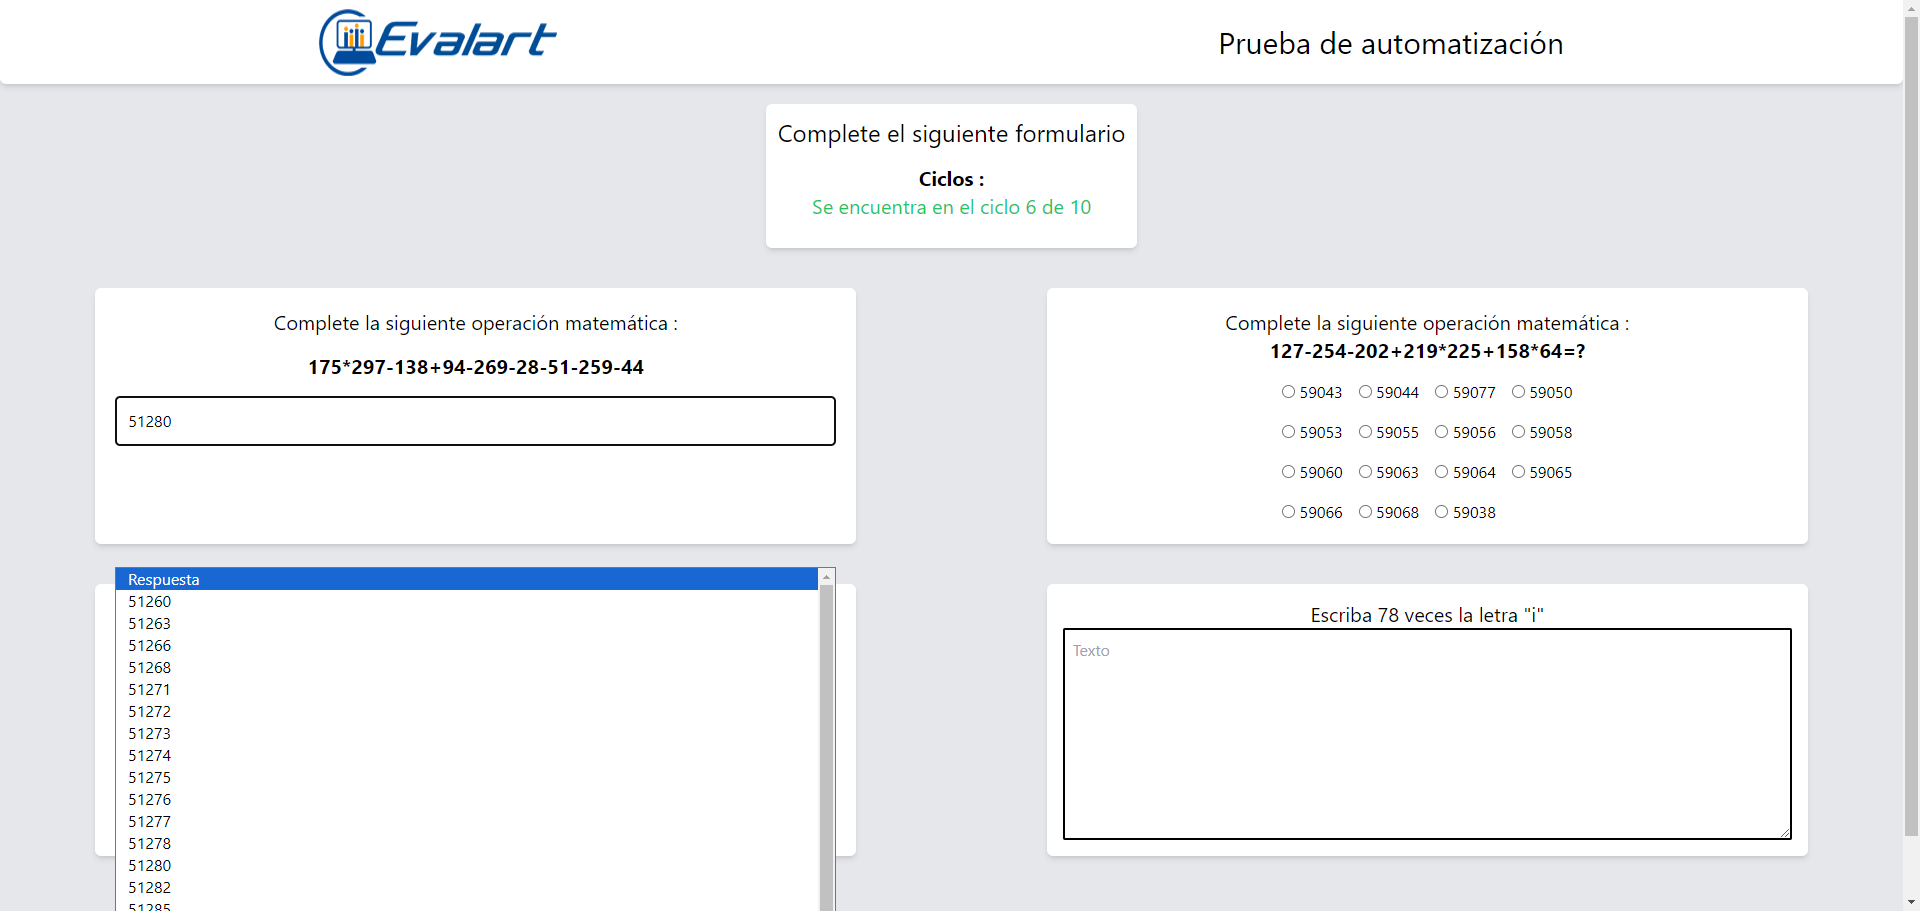 Evalart
Prueba de automatización
Complete el siguiente formulario
Ciclos :
Se encuentra en el ciclo 6 de 10
Complete la siguiente operación matemática :
175*297-138+94-269-28-51-259-44
51280
Complete la siguiente operación matemática :
127-254-202+219*225+158*64=?
59043 59044 59077 59050
59053 59055 59056 59058
59060 59063 59064 59065
59066 59068 59038
Respuesta
51260
51263
51266
51268
51271
51272
51273
51274
51275
51276
51277
51278
51280
51282
51285
Escriba 78 veces la letra "i"
Texto